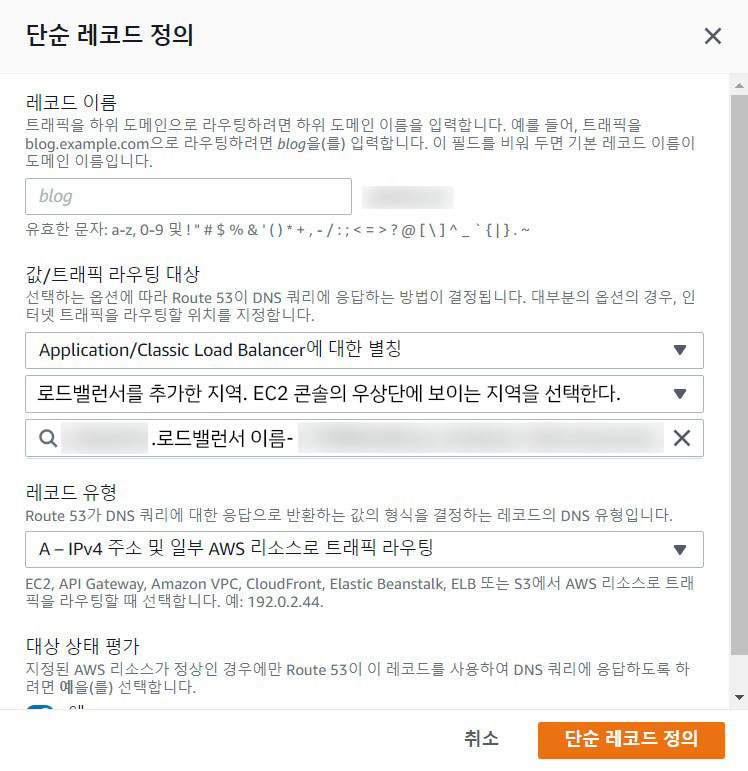 단순 레코드 정의
레코드 이름
트래픽을 하위 도메인으로 라우팅하려면 하위 도메인 이름을 입력합니다. 예를 들어, 트래픽을
blog.example.com으로 라우팅하려면 blog을(를) 입력합니다. 이 필드를 비워 두면 기본 레코드 이름이
도메인 이름입니다.
blog
유효한 문자: a-z, 0-9 및 ! " # $ % & ' ( ) * + , - / : ; < = > ? @ [ \ ] ^ _ ` { | } . ~
값/트래픽 라우팅 대상
선택하는 옵션에 따라 Route 53이 DNS 쿼리에 응답하는 방법이 결정됩니다. 대부분의 옵션의 경우, 인
터넷 트래픽을 라우팅할 위치를 지정합니다.
Application/Classic Load Balancer에 대한 별칭
로드밸런서를 추가한 지역. EC2 콘솔의 우상단에 보이는 지역을 선택한다.
.로드밸런서 이름-
레코드 유형
Route 53가 DNS 쿼리에 대한 응답으로 반환하는 값의 형식을 결정하는 레코드의 DNS 유형입니다.
A – IPv4 주소 및 일부 AWS 리소스로 트래픽 라우팅
EC2, API Gateway, Amazon VPC, CloudFront, Elastic Beanstalk, ELB 또는 S3에서 AWS 리소스로 트래
픽을 라우팅할 때 선택합니다. 예: 192.0.2.44.
대상 상태 평가
지정된 AWS 리소스가 정상인 경우에만 Route 53이 이 레코드를 사용하여 DNS 쿼리에 응답하도록 하
려면 예을(를) 선택합니다.
취소
단순 레코드 정의